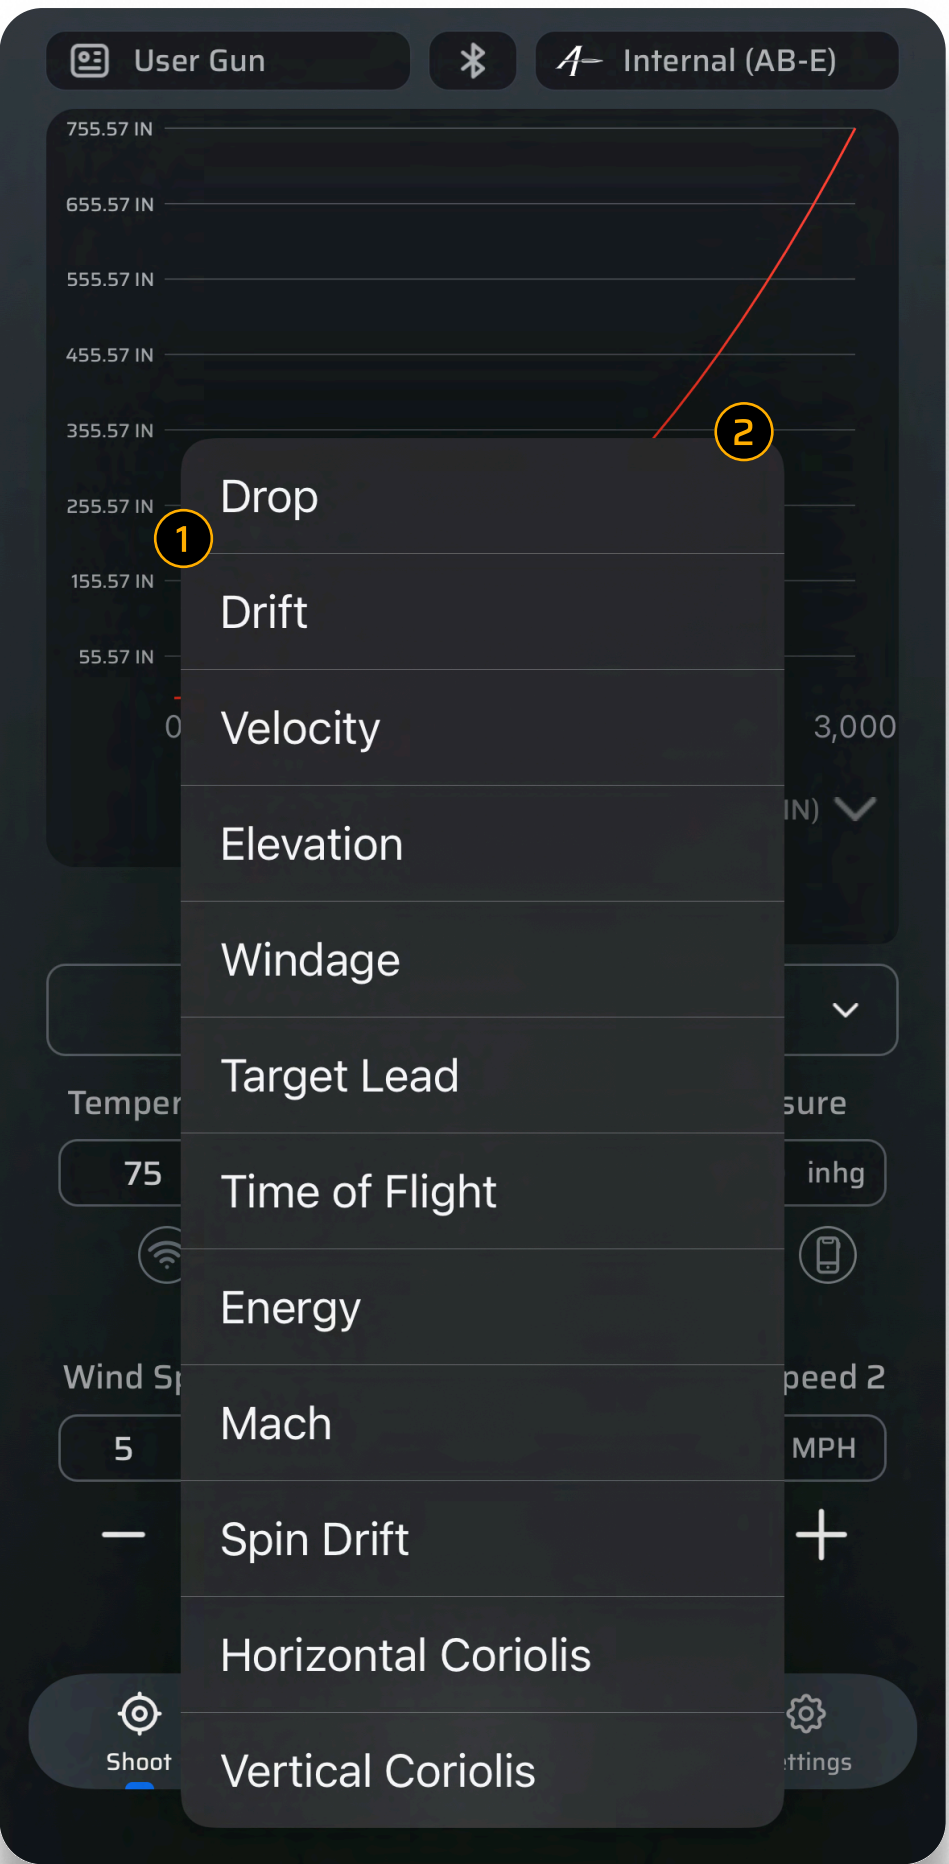 User Gun
Internal (AB-E)
755.57 IN
655.57 IN
555.57 IN
455.57 IN
355.57 IN
2
Drop
255.57 IN
1
155.57 IN
Drift
55.57 IN
Velocity
0
3,000
IN)
Elevation
Windage
Target Lead
Temper
sure
75
inhg
Time of Flight
Energy
Wind Sp
peed 2
Mach
5
MPH
Spin Drift
Horizontal Coriolis
Shoot
ettings
Vertical Coriolis